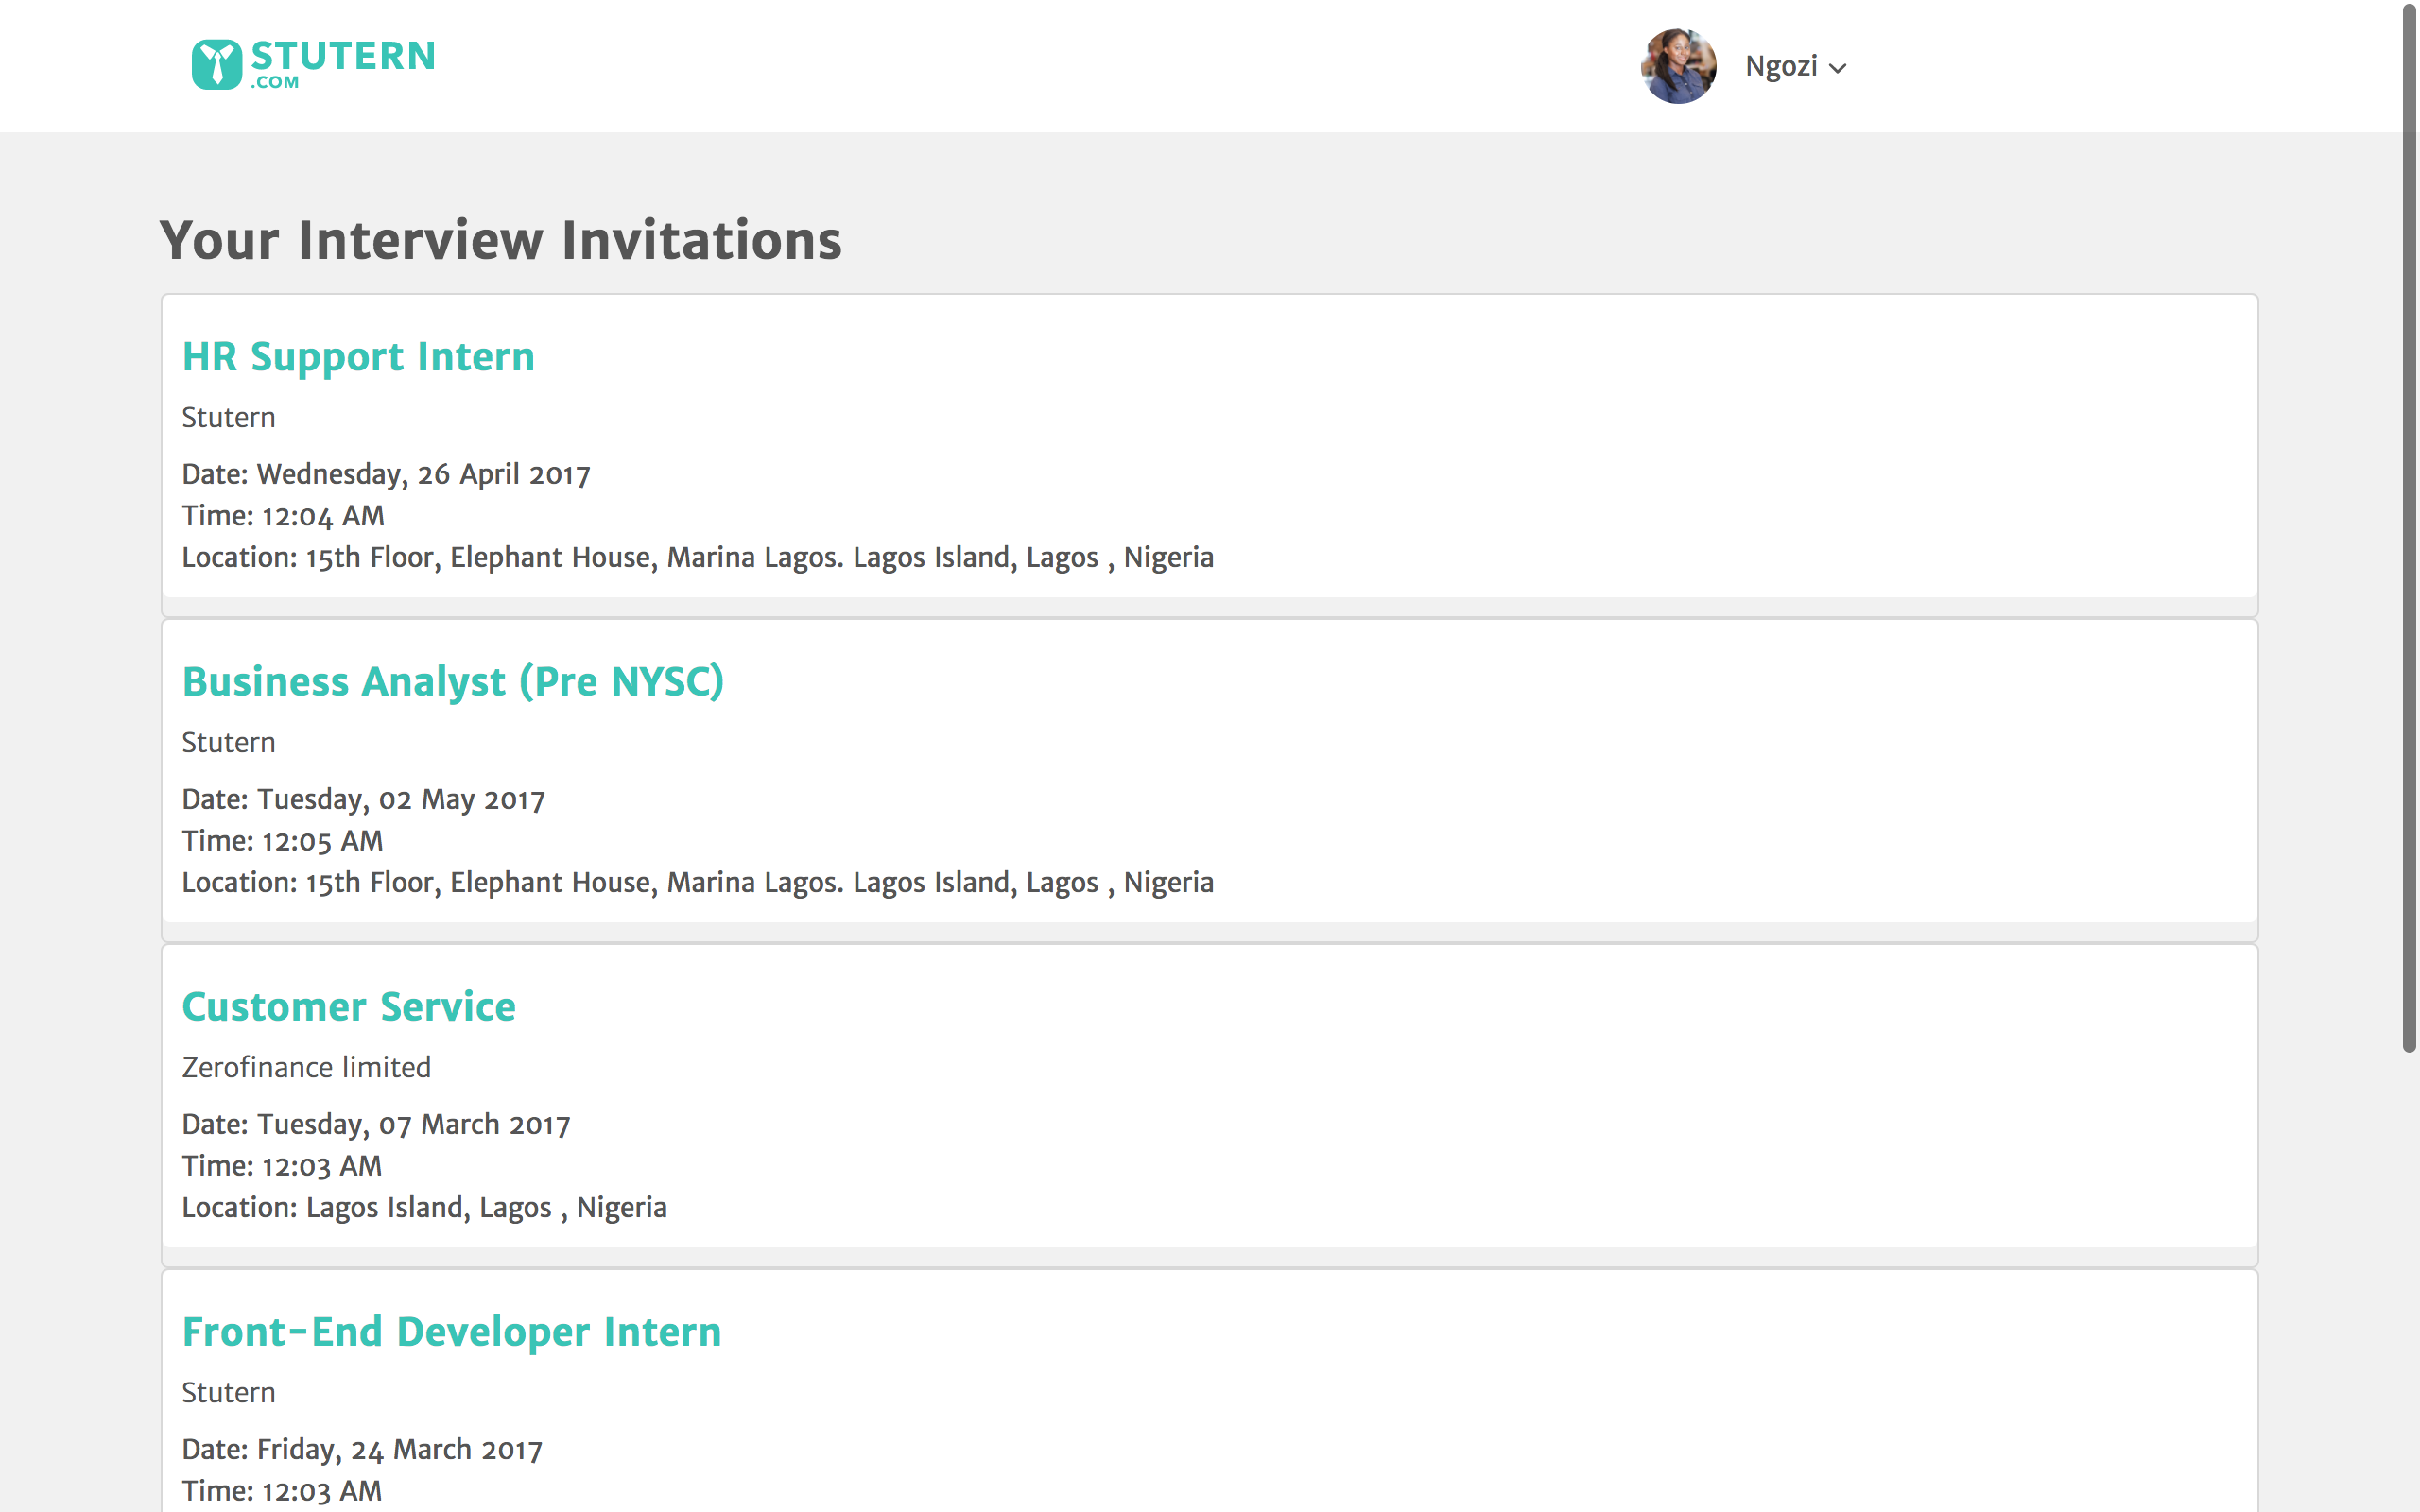 STUTERN
.COM
Ngozi
Your Interview Invitations
HR Support Intern
Stutern
Date: Wednesday, 26 April 2017
Time: 12:04 AM
Location: 15th Floor, Elephant House, Marina Lagos. Lagos Island, Lagos , Nigeria
Business Analyst (Pre NYSC)
Stutern
Date: Tuesday, 02 May 2017
Time: 12:05 AM
Location: 15th Floor, Elephant House, Marina Lagos. Lagos Island, Lagos , Nigeria
Customer Service
Zerofinance limited
Date: Tuesday, 07 March 2017
Time: 12:03 AM
Location: Lagos Island, Lagos , Nigeria
Front-End Developer Intern
Stutern
Date: Friday, 24 March 2017
Time: 12:03 AM